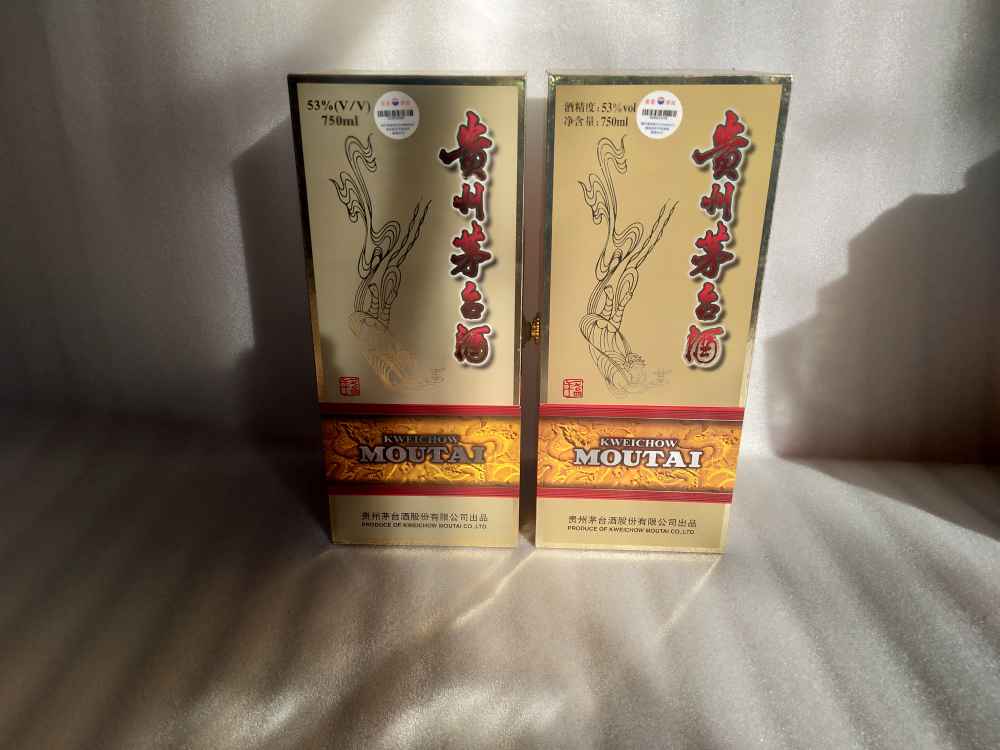 53%(V/V)
750ml
贵州茅台酒
KWEICHOW
MOUTAI
贵州茅台酒股份有限公司出品
PRODUCE OF KWEICHOW MOUTAI CO.,LTD.
酒精度:53%vol
净含量:750ml
贵州茅台酒
KWEICHOW
MOUTAI
贵州茅台酒股份有限公司出品
PRODUCE OF KWEICHOW MOUTAI CO.,LTD.